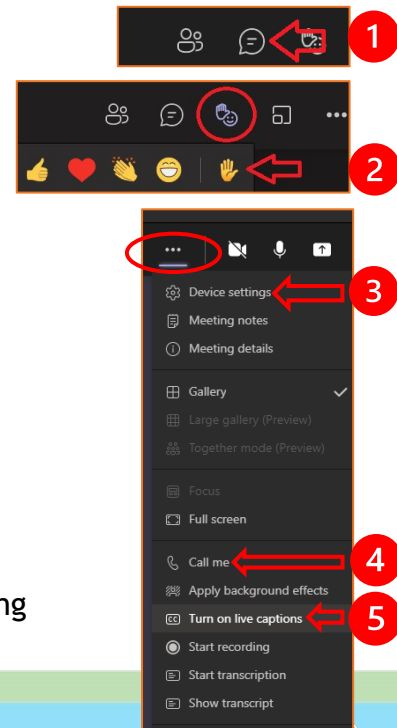 1
2
3
Device settings
Meeting notes
Meeting details
Gallery
Large gallery (Preview)
Together mode (Preview)
Focus
Full screen
4
Call me
Apply background effects
ng
CC Turn on live captions
5
Start recording
Start transcription
Show transcript